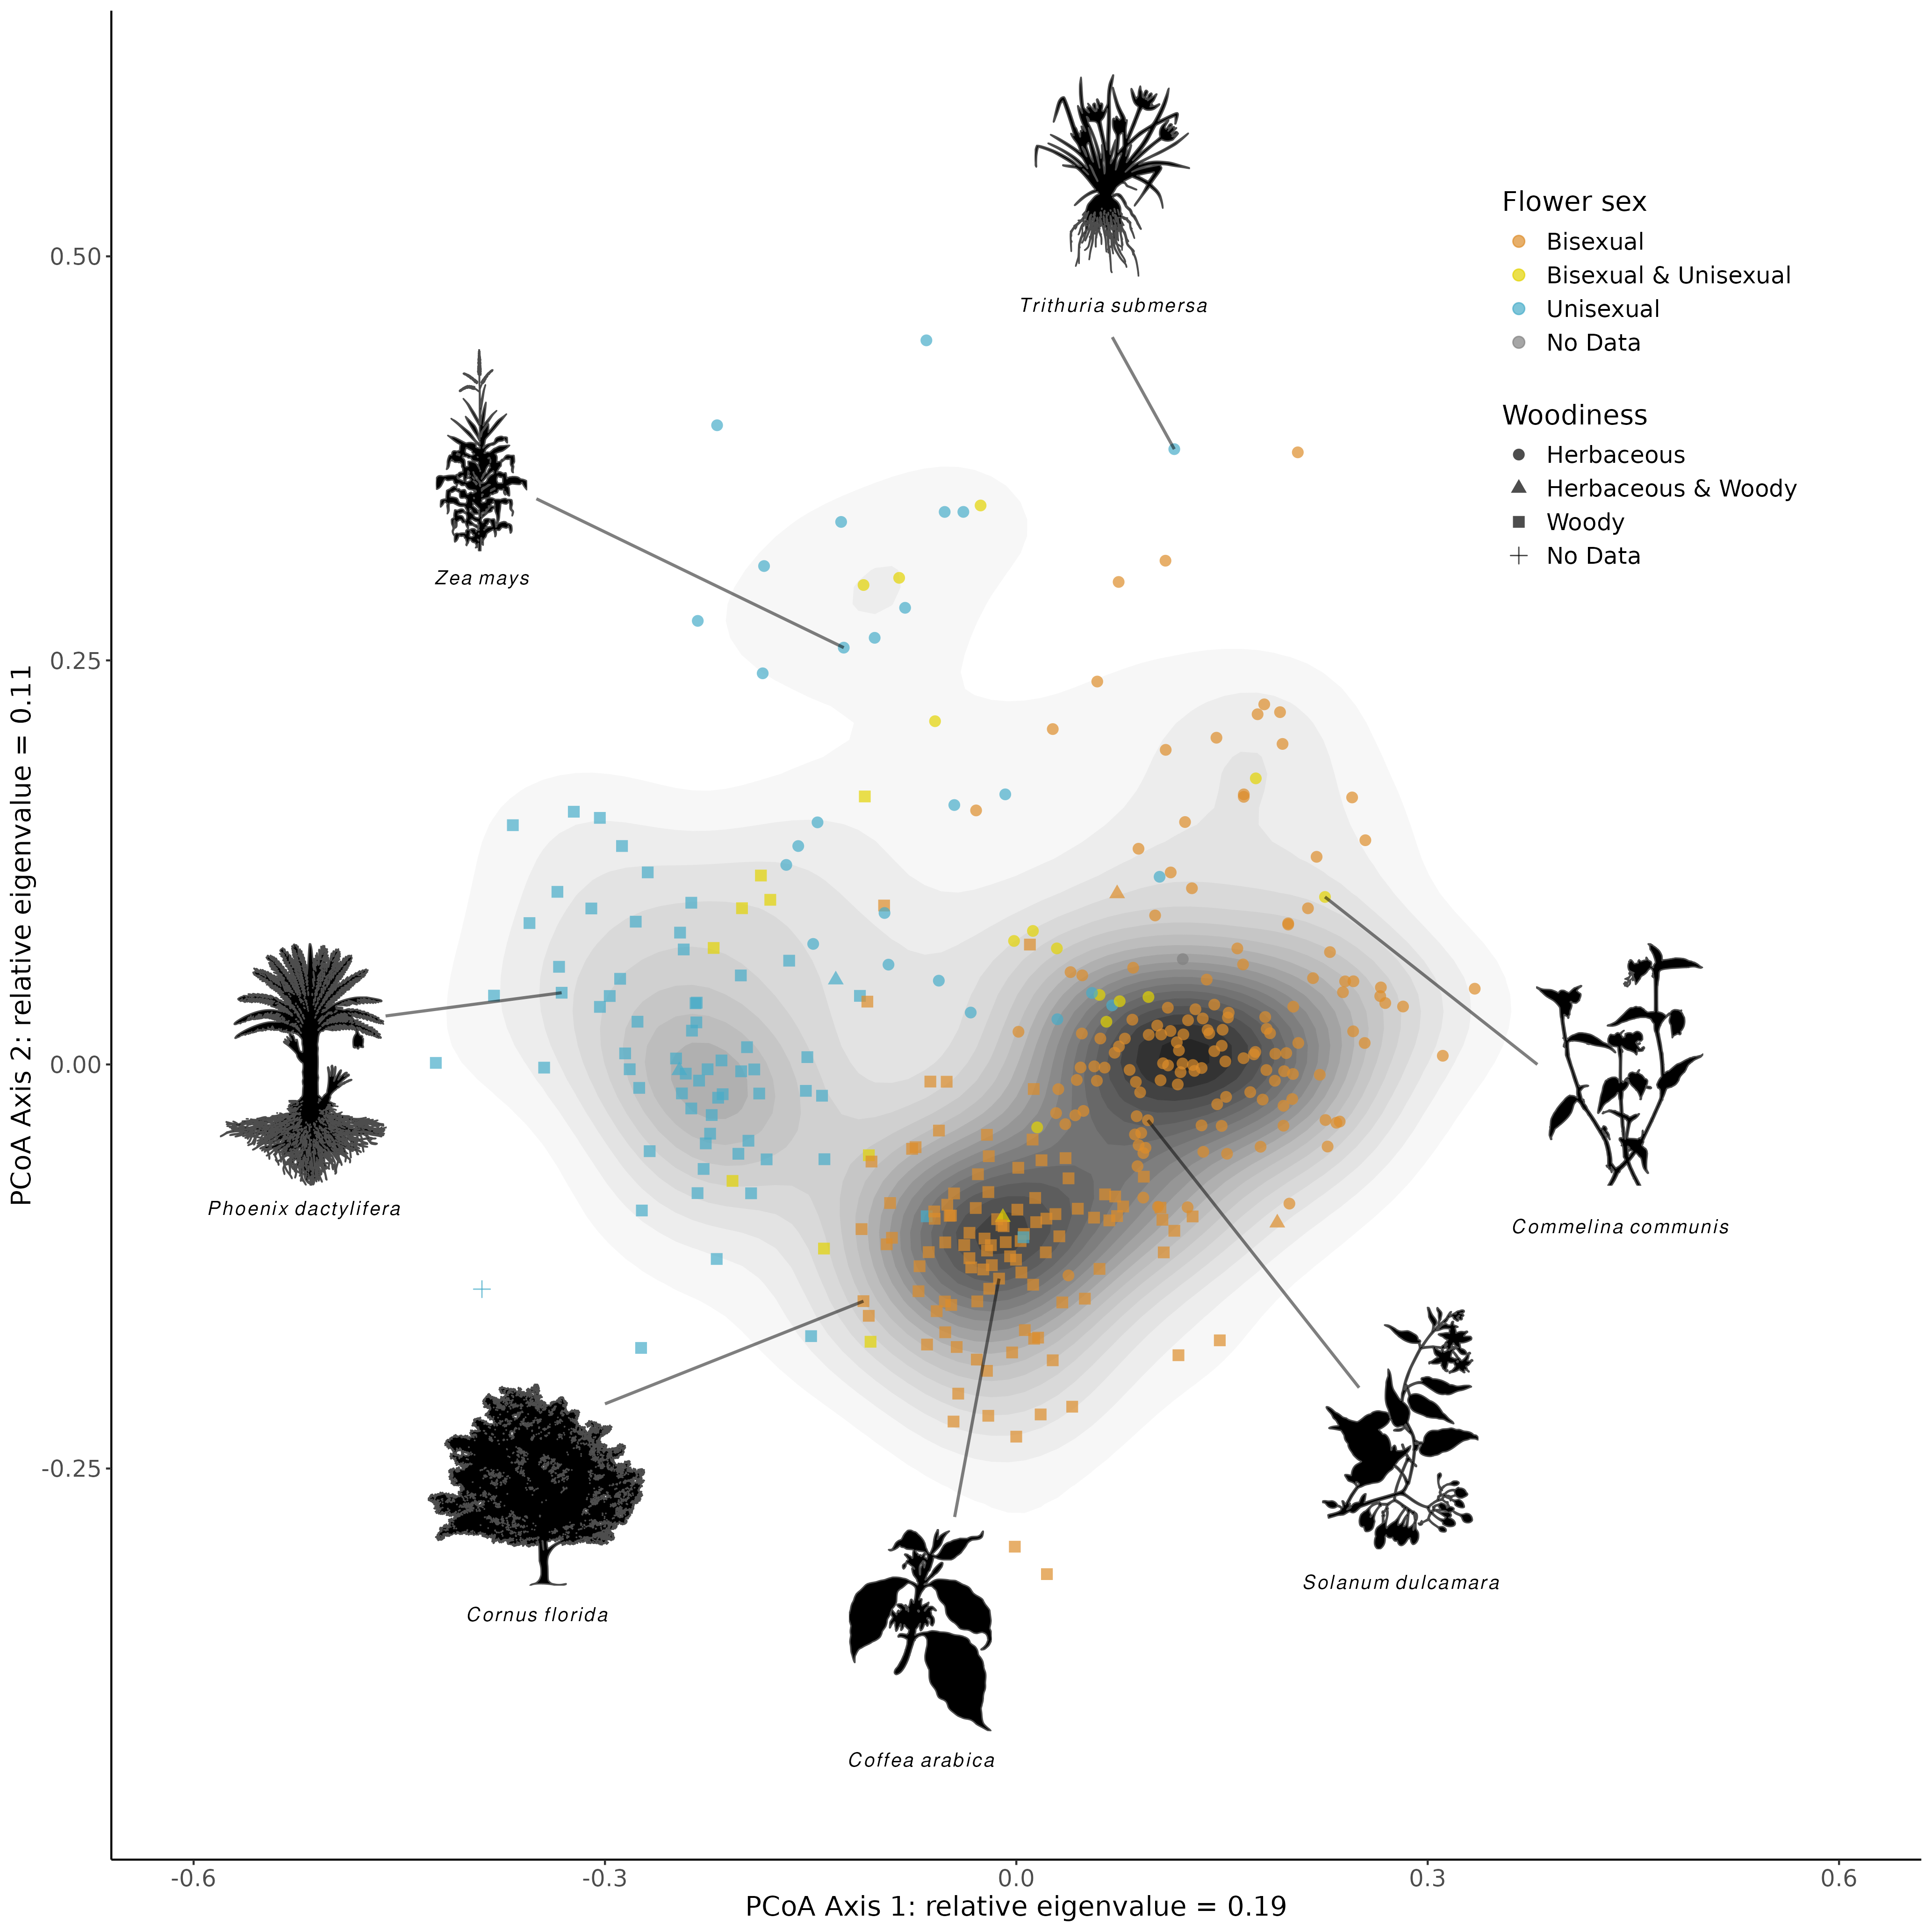 Trithuria submersa
Flower sex
Bisexual
Bisexual & Unisexual
Unisexual
No Data
Woodiness
Herbaceous
Herbaceous & Woody
Woody
No Data
Zea mays
Phoenix dactylifera
Commelina communis
Cornus florida
Solanum dulcamara
Coffea arabica
0.50
0.25
0.00
-0.25
PCoA Axis 2: relative eigenvalue = 0.11
-0.6
-0.3
0.0
0.3
0.6
PCoA Axis 1: relative eigenvalue = 0.19